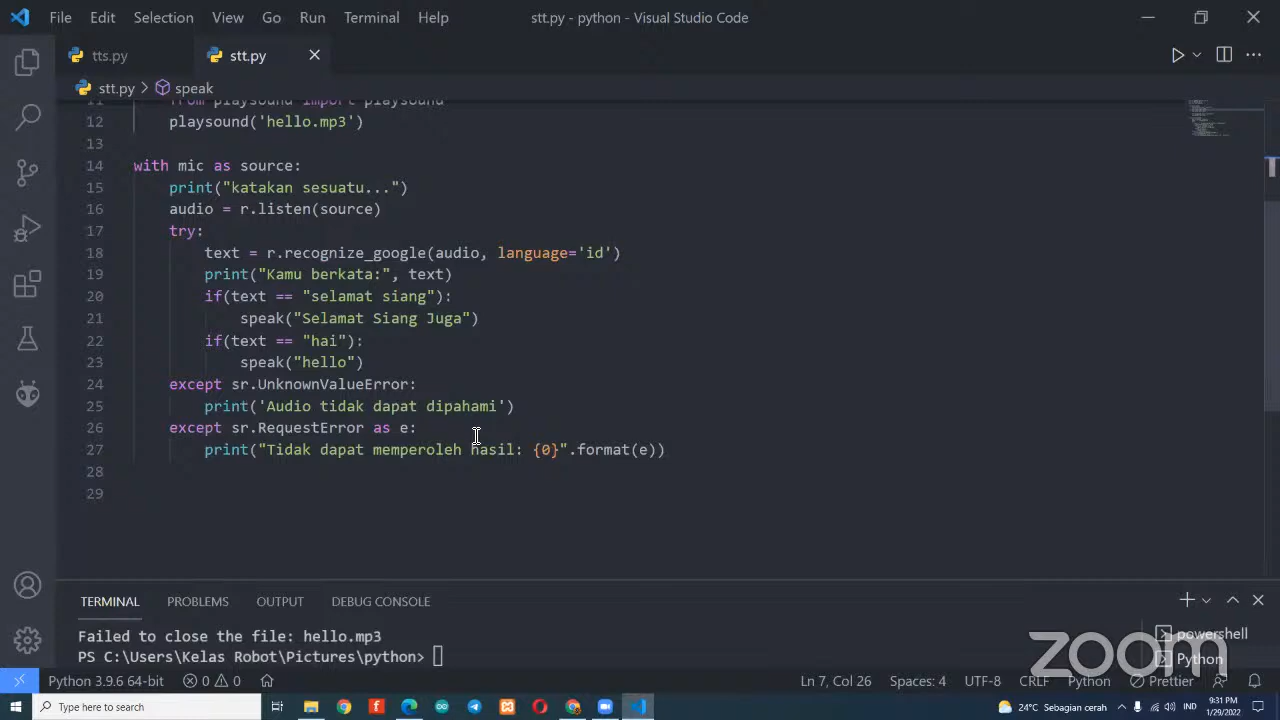 File Edit Selection View Go Run Terminal Help stt.py - python - Visual Studio Code
tts.py stt.py
stt.py > speak
11 from playsound import playsound
12 playsound('hello.mp3')
13
14 with mic as source:
15 print("katakan sesuatu...")
16 audio = r.listen(source)
17 try:
18 text = r.recognize_google(audio, language='id')
19 print("Kamu berkata:", text)
20 if(text == "selamat siang"):
21 speak("Selamat Siang Juga")
22 if(text == "hai"):
23 speak("hello")
24 except sr.UnknownValueError:
25 print('Audio tidak dapat dipahami')
26 except sr.RequestError as e:
27 print("Tidak dapat memperoleh hasil: {0}".format(e))
28
29
TERMINAL PROBLEMS OUTPUT DEBUG CONSOLE
Failed to close the file: hello.mp3
PS C:\Users\Kelas Robot\Pictures\python>
powershell
Python
zoom
Python 3.9.6 64-bit 0 0 Ln 7, Col 26 Spaces: 4 UTF-8 CRLF Python Prettier
Type here to search 24°C Sebagian cerah IND 9:31 PM
1/29/2022